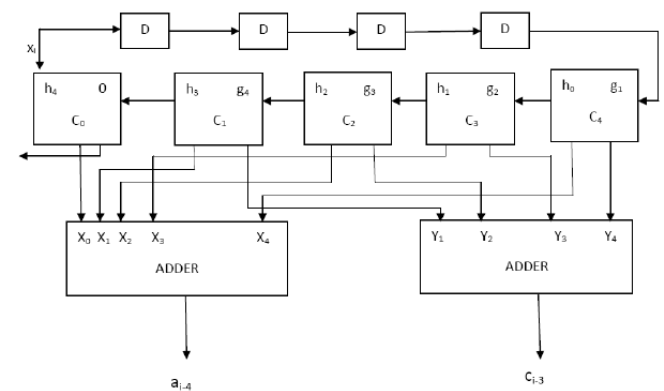 D D D D
xᵢ
h₄ 0 h₃ g₄ h₂ g₃ h₁ g₂ h₀ g₁
C₀ C₁ C₂ C₃ C₄
X₀ X₁ X₂ X₃ X₄ Y₁ Y₂ Y₃ Y₄
ADDER ADDER
aᵢ₋₄ cᵢ₋₃